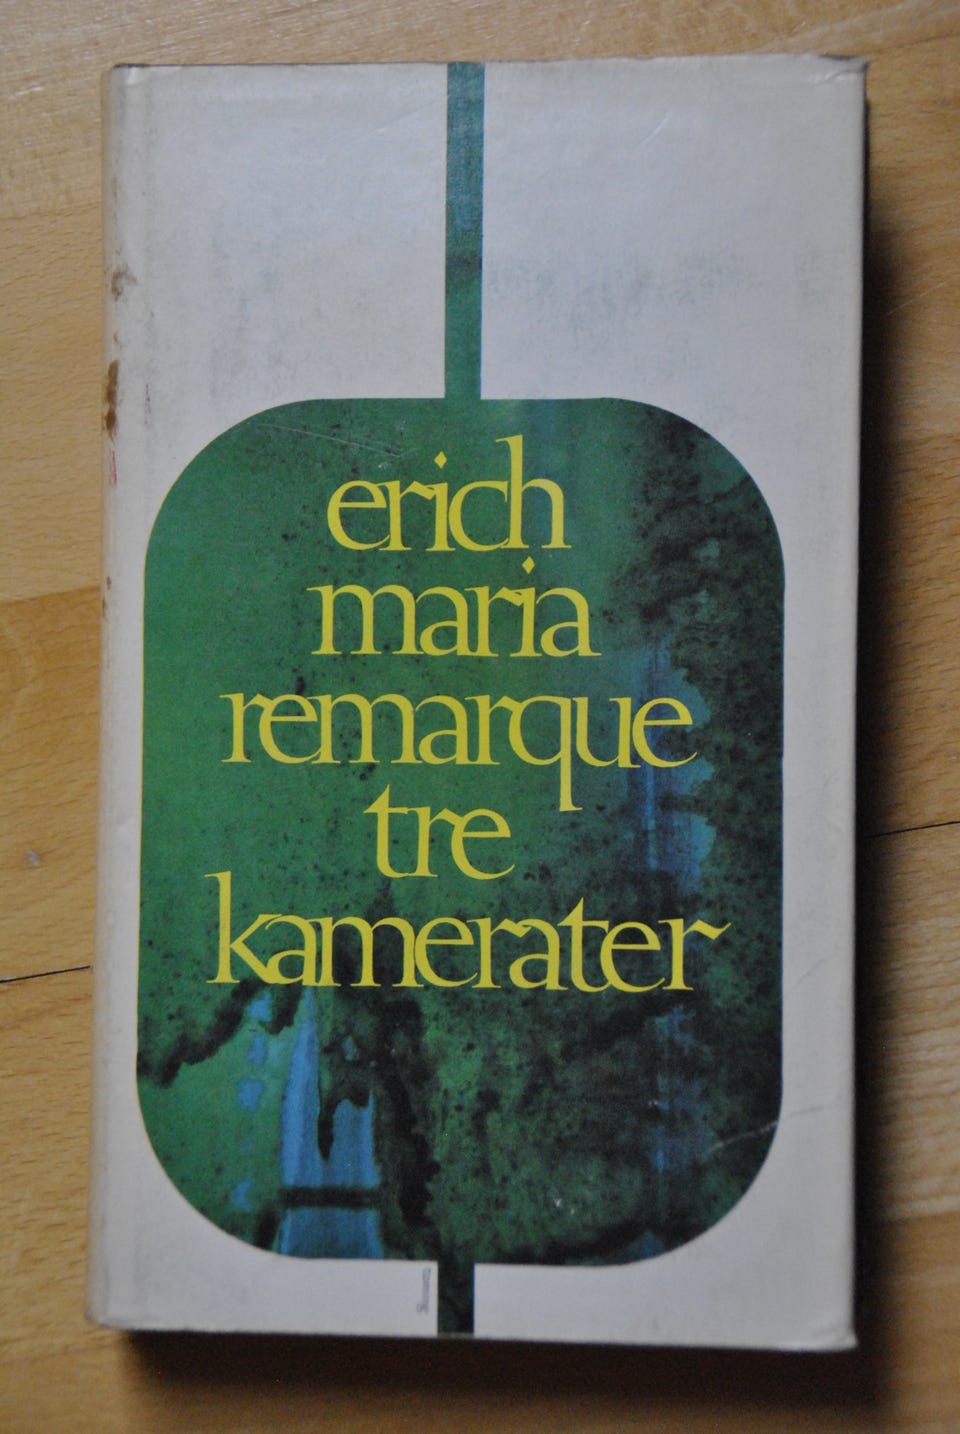 erich
maria
remarque
tre
kamerater